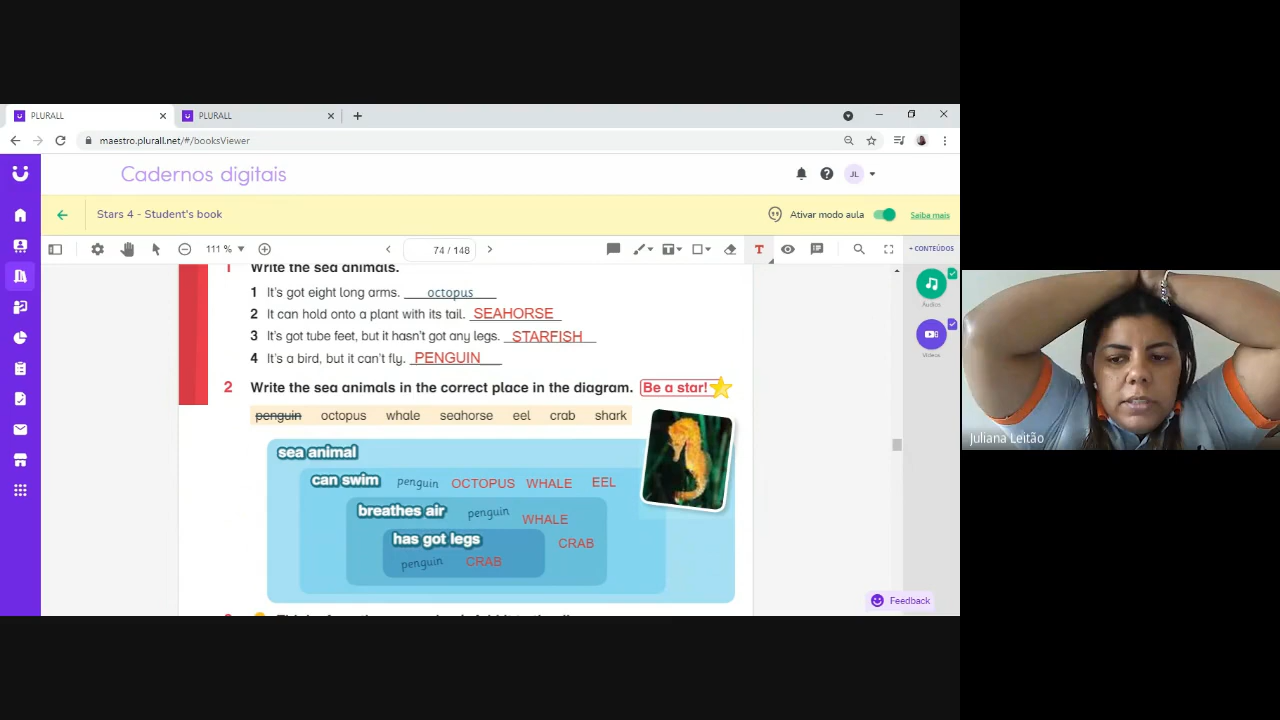 PLURALL
PLURALL
maestro.plurall.net/#/booksViewer
Cadernos digitais
JL
Stars 4 - Student's book
Ativar modo aula
Saiba mais
111 %
74 / 148
T
+ CONTEÚDOS
1 Write the sea animals.
1 It's got eight long arms. octopus
2 It can hold onto a plant with its tail. SEAHORSE
3 It's got tube feet, but it hasn't got any legs. STARFISH
4 It's a bird, but it can't fly. PENGUIN
2 Write the sea animals in the correct place in the diagram. Be a star!
penguin octopus whale seahorse eel crab shark
sea animal
can swim penguin OCTOPUS WHALE EEL
breathes air penguin WHALE
has got legs CRAB
penguin CRAB
Áudios
Vídeos
Feedback
Juliana Leitão